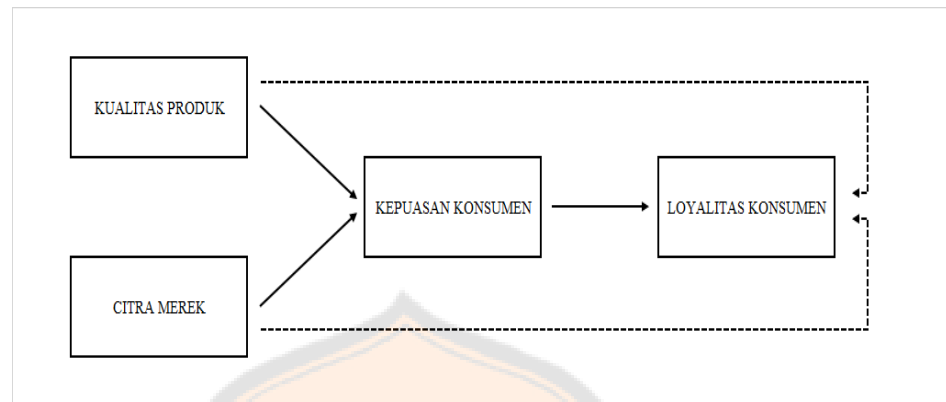 KUALITAS PRODUK
KEPUASAN KONSUMEN
LOYALITAS KONSUMEN
CITRA MEREK